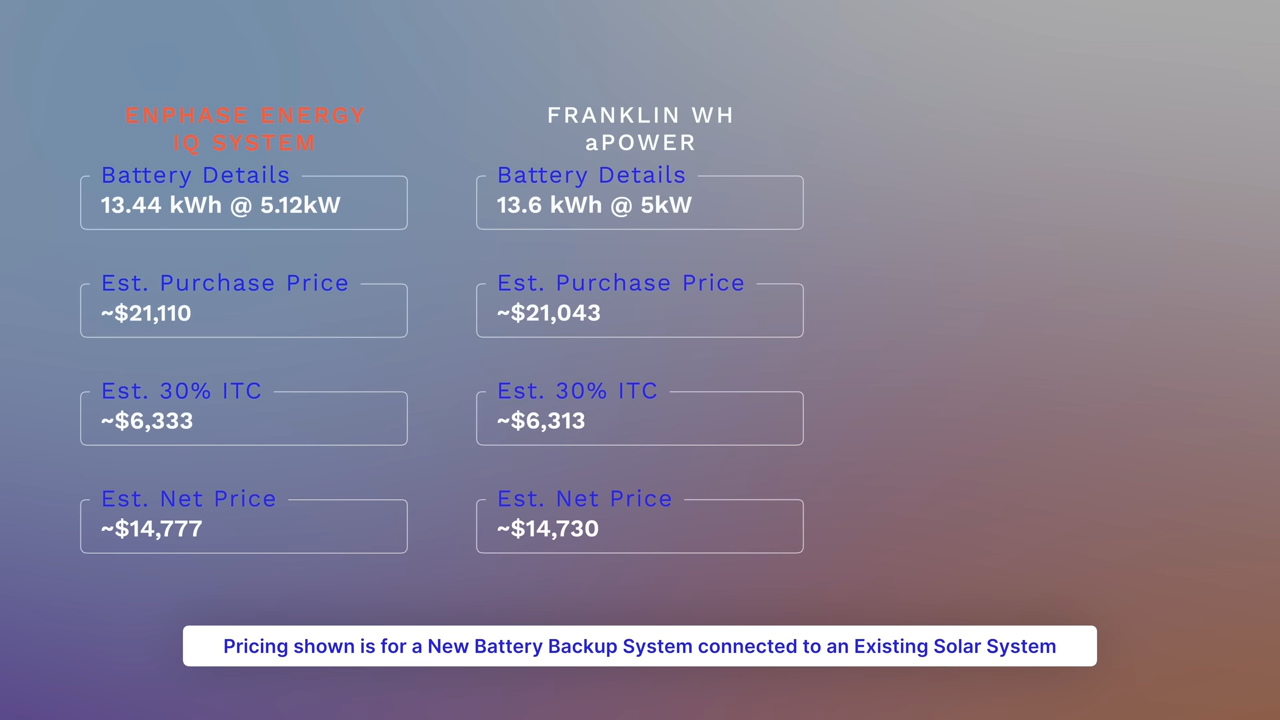 ENPHASE ENERGY
IQ SYSTEM
Battery Details
13.44 kWh @ 5.12kW
Est. Purchase Price
~$21,110
Est. 30% ITC
~$6,333
Est. Net Price
~$14,777
FRANKLIN WH
aPOWER
Battery Details
13.6 kWh @ 5kW
Est. Purchase Price
~$21,043
Est. 30% ITC
~$6,313
Est. Net Price
~$14,730
Pricing shown is for a New Battery Backup System connected to an Existing Solar System